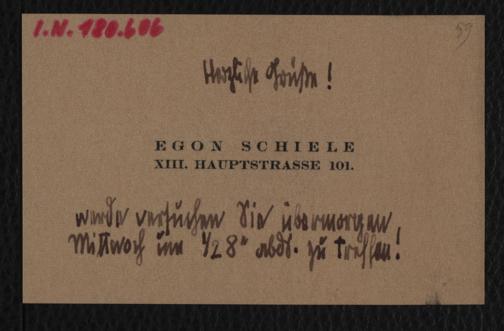 I.N. 180.606
59
Herzliche Grüße!
EGON SCHIELE
XIII. HAUPTSTRASSE 101.
werde versuchen Sie übermorgen,
Mittwoch um 1/2 8h abds. zu treffen!